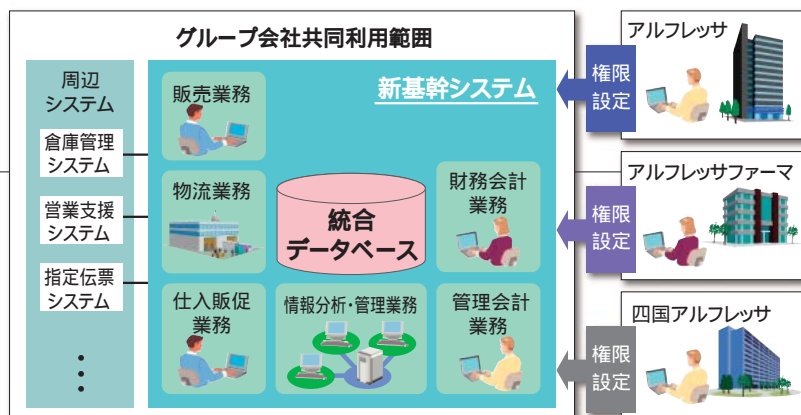 グループ会社共同利用範囲
周辺
システム
倉庫管理
システム
営業支援
システム
指定伝票
システム
新基幹システム
販売業務
物流業務
仕入販促
業務
統合
データベース
情報分析・管理業務
財務会計
業務
管理会計
業務
権限
設定
アルフレッサ
権限
設定
アルフレッサファーマ
権限
設定
四国アルフレッサ